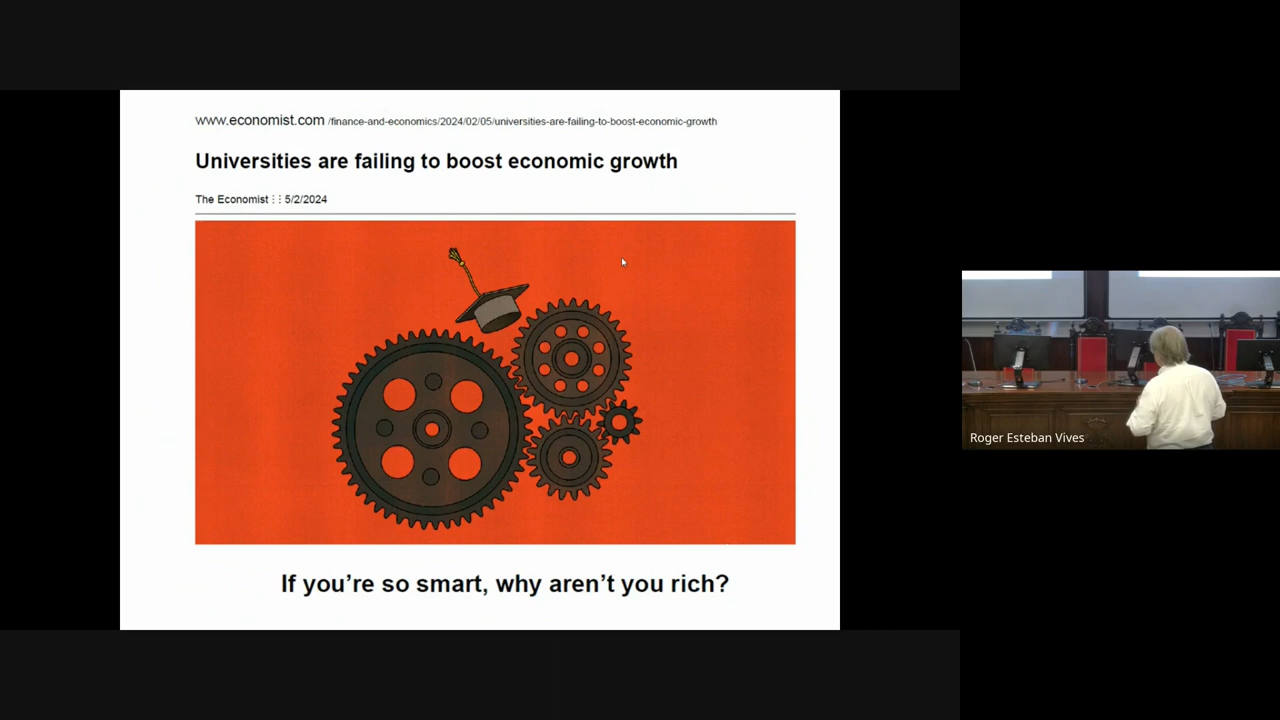 www.economist.com /finance-and-economics/2024/02/05/universities-are-failing-to-boost-economic-growth
Universities are failing to boost economic growth
The Economist ⋮⋮ 5/2/2024
If you’re so smart, why aren’t you rich?
Roger Esteban Vives